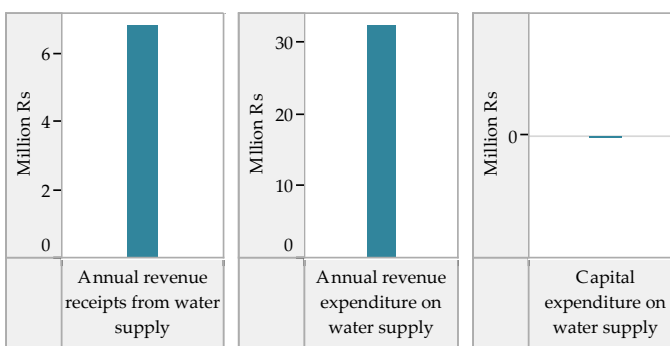 Million Rs
6
4
2
0
Annual revenue
receipts from water
supply
Million Rs
30
20
10
0
Annual revenue
expenditure on
water supply
Million Rs
0
Capital
expenditure on
water supply